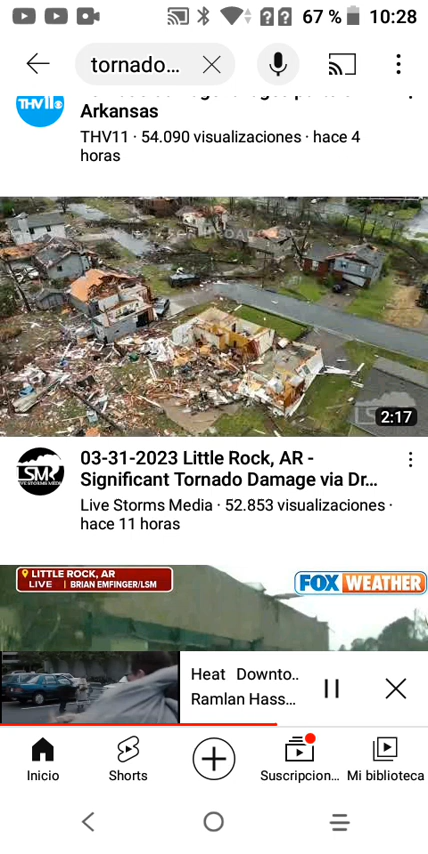 67 % 10:28
tornado...
THV11
Arkansas
THV11 · 54.090 visualizaciones · hace 4
horas
2:17
LSM
03-31-2023 Little Rock, AR -
Significant Tornado Damage via Dr...
Live Storms Media · 52.853 visualizaciones ·
hace 11 horas
LITTLE ROCK, AR
LIVE | BRIAN EMFINGER/LSM
FOX WEATHER
Heat Downto..
Ramlan Hass...
Inicio
Shorts
Suscripcion...
Mi biblioteca